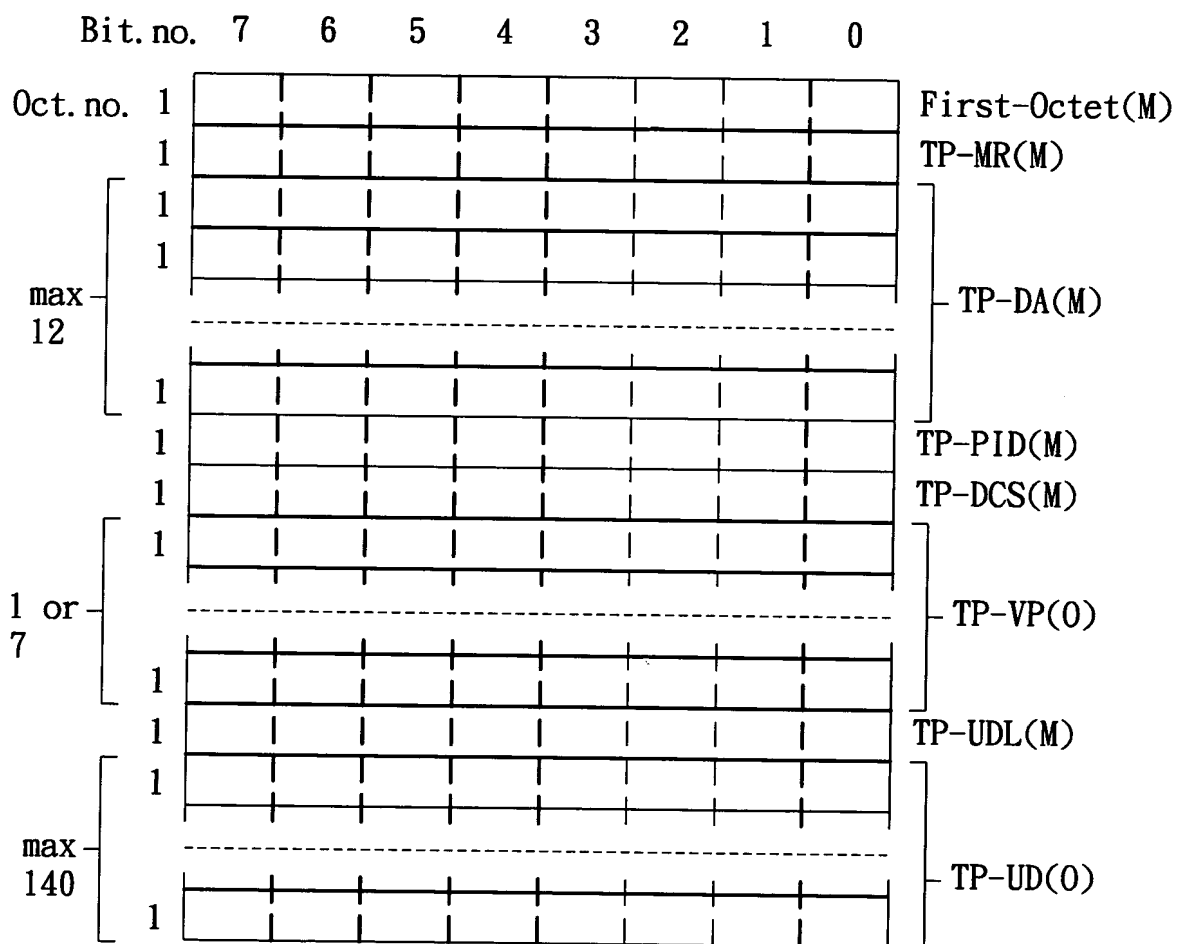 Bit.no. 7 6 5 4 3 2 1 0
Oct.no. 1 First-Octet(M)
1 TP-MR(M)
1
1
max 12 TP-DA(M)
1
1 TP-PID(M)
1 TP-DCS(M)
1
1 or 7 TP-VP(O)
1
1 TP-UDL(M)
1
max 140 TP-UD(O)
1